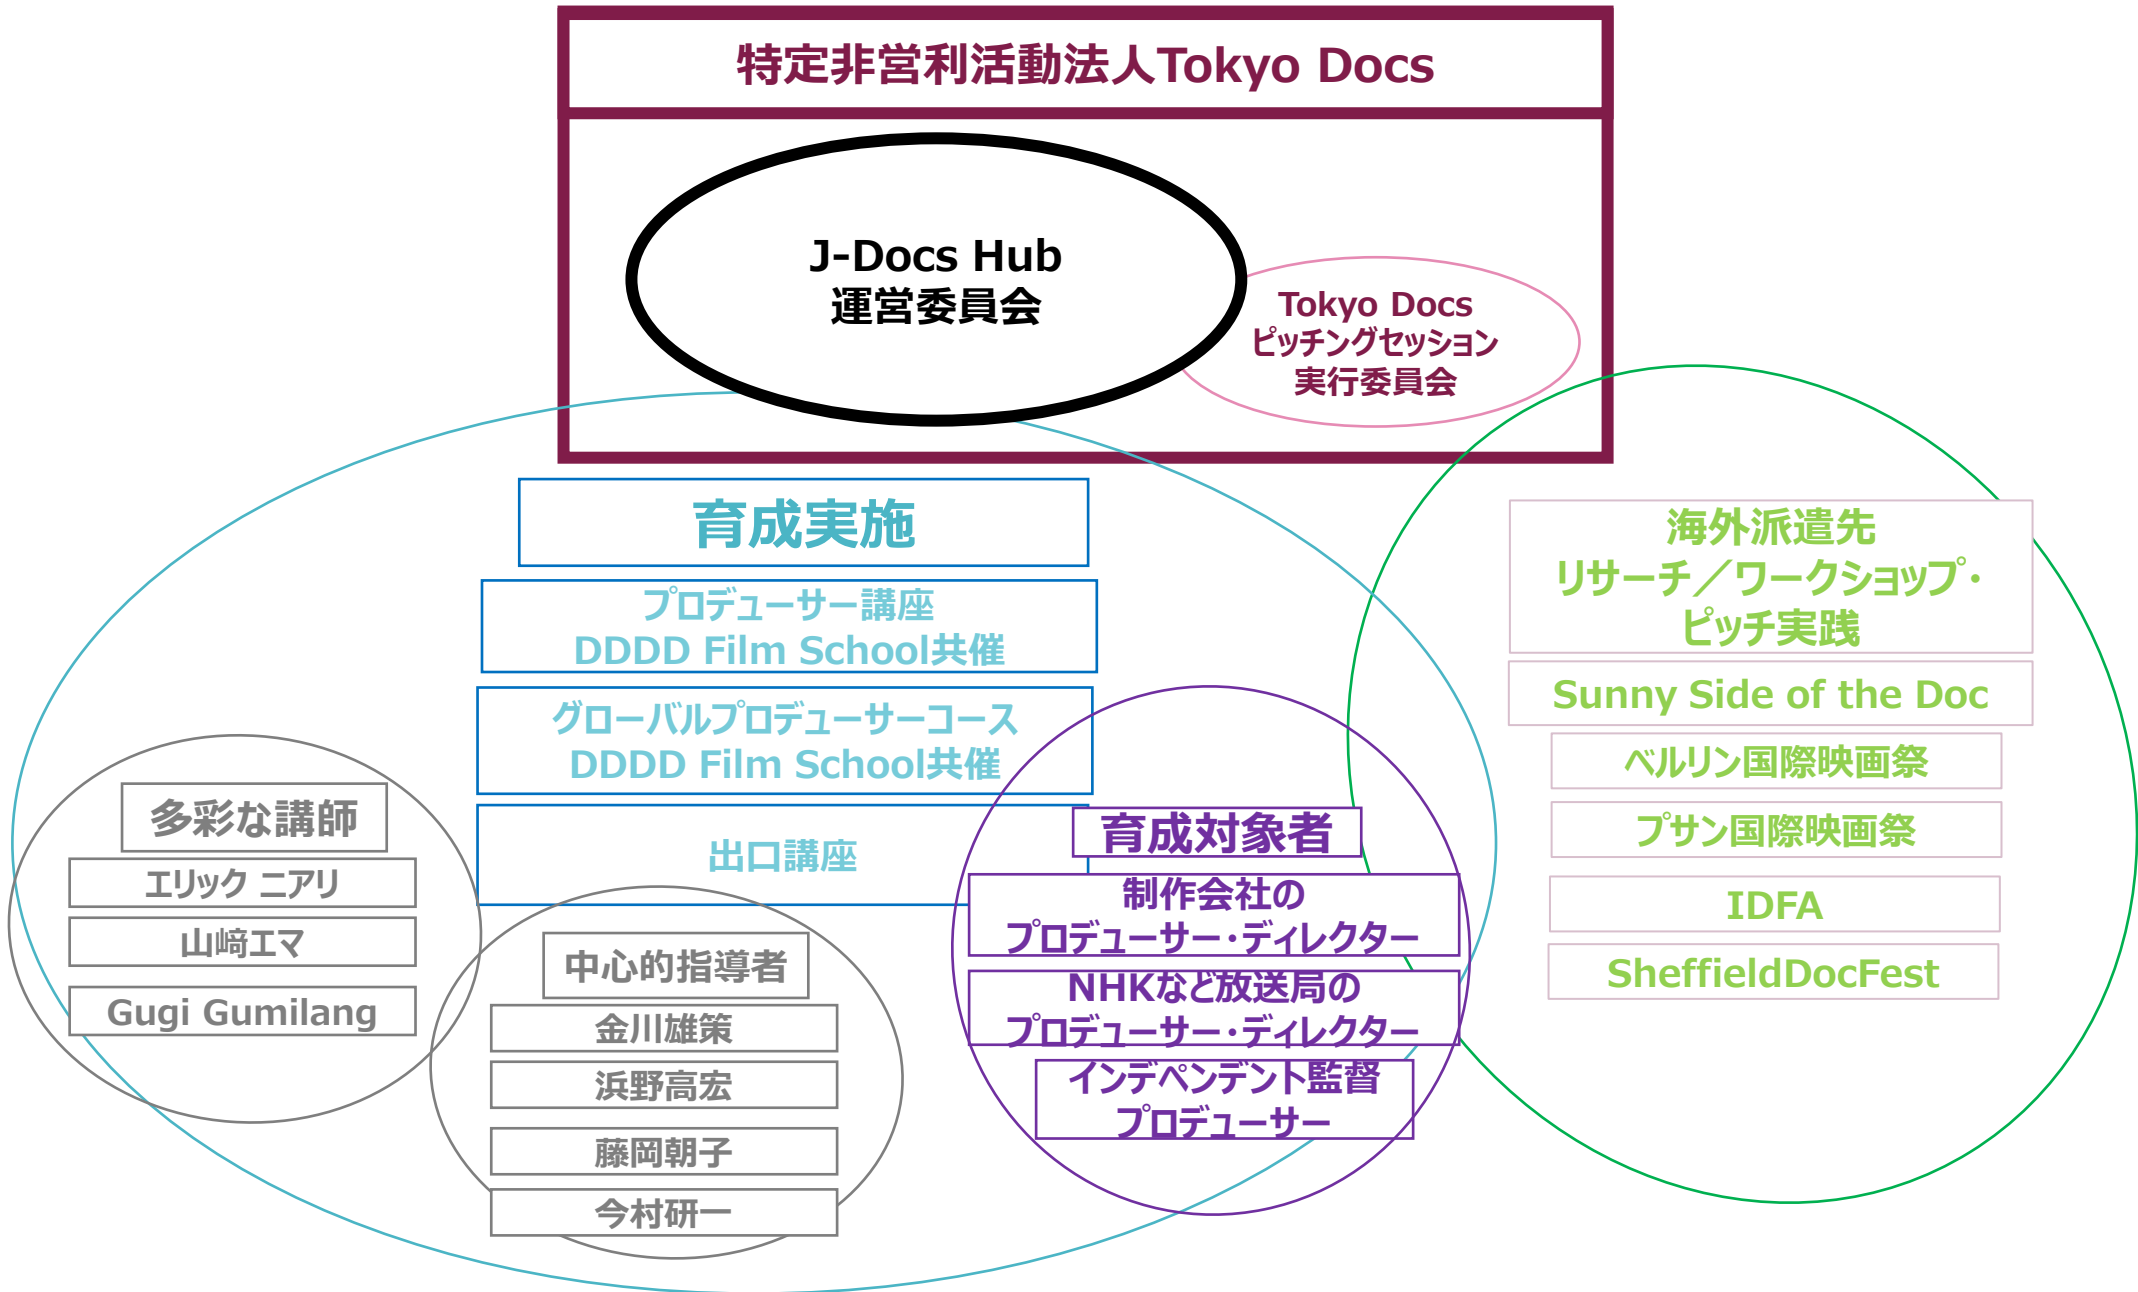 特定非営利活動法人Tokyo Docs
J-Docs Hub
運営委員会
Tokyo Docs
ピッチングセッション
実行委員会
育成実施
プロデューサー講座
DDDD Film School共催
グローバルプロデューサーコース
DDDD Film School共催
出口講座
多彩な講師
エリック ニアリ
山﨑エマ
Gugi Gumilang
中心的指導者
金川雄策
浜野高宏
藤岡朝子
今村研一
育成対象者
制作会社の
プロデューサー・ディレクター
NHKなど放送局の
プロデューサー・ディレクター
インデペンデント監督
プロデューサー
海外派遣先
リサーチ／ワークショップ・
ピッチ実践
Sunny Side of the Doc
ベルリン国際映画祭
プサン国際映画祭
IDFA
SheffieldDocFest